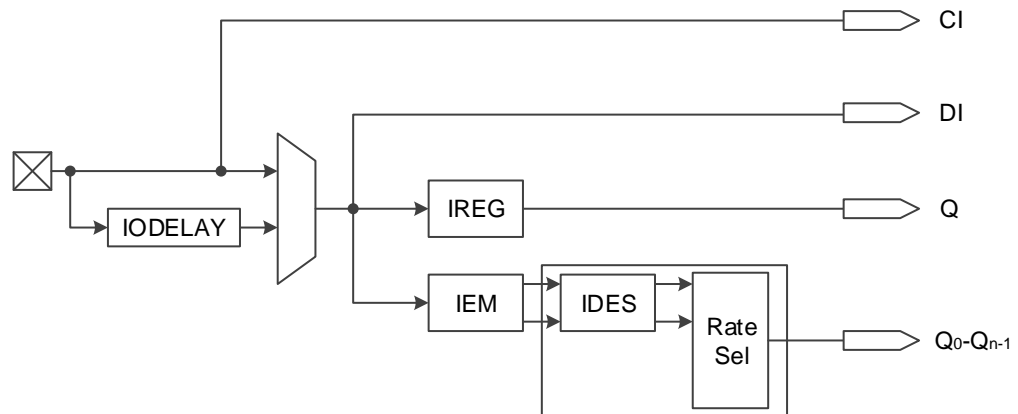 CI
DI
IODELAY
IREG
Q
IEM
IDES
Rate
Sel
Q0-Qn-1